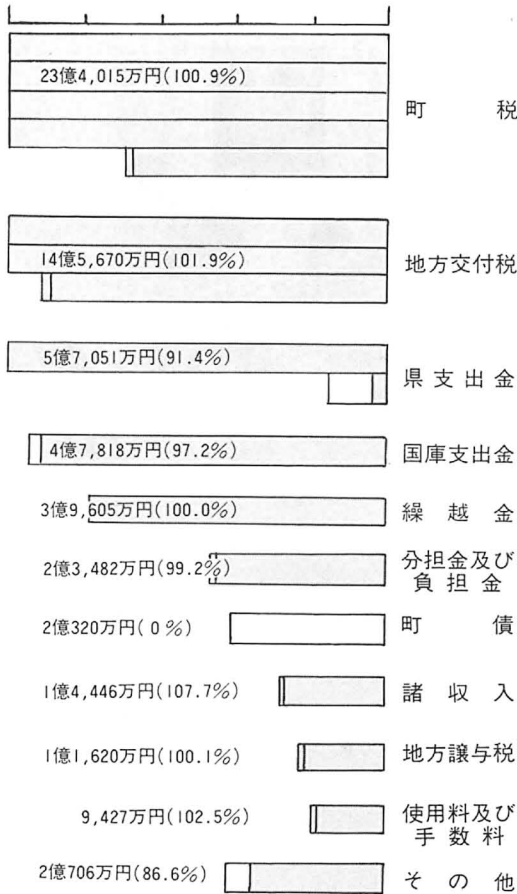 23億4,015万円(100.9%)
町税
14億5,670万円(101.9%)
地方交付税
5億7,051万円(91.4%)
県支出金
4億7,818万円(97.2%)
国庫支出金
3億9,605万円(100.0%)
繰越金
2億3,482万円(99.2%)
分担金及び
負担金
2億320万円(0%)
町債
1億4,446万円(107.7%)
諸収入
1億1,620万円(100.1%)
地方譲与税
9,427万円(102.5%)
使用料及び
手数料
2億706万円(86.6%)
その他